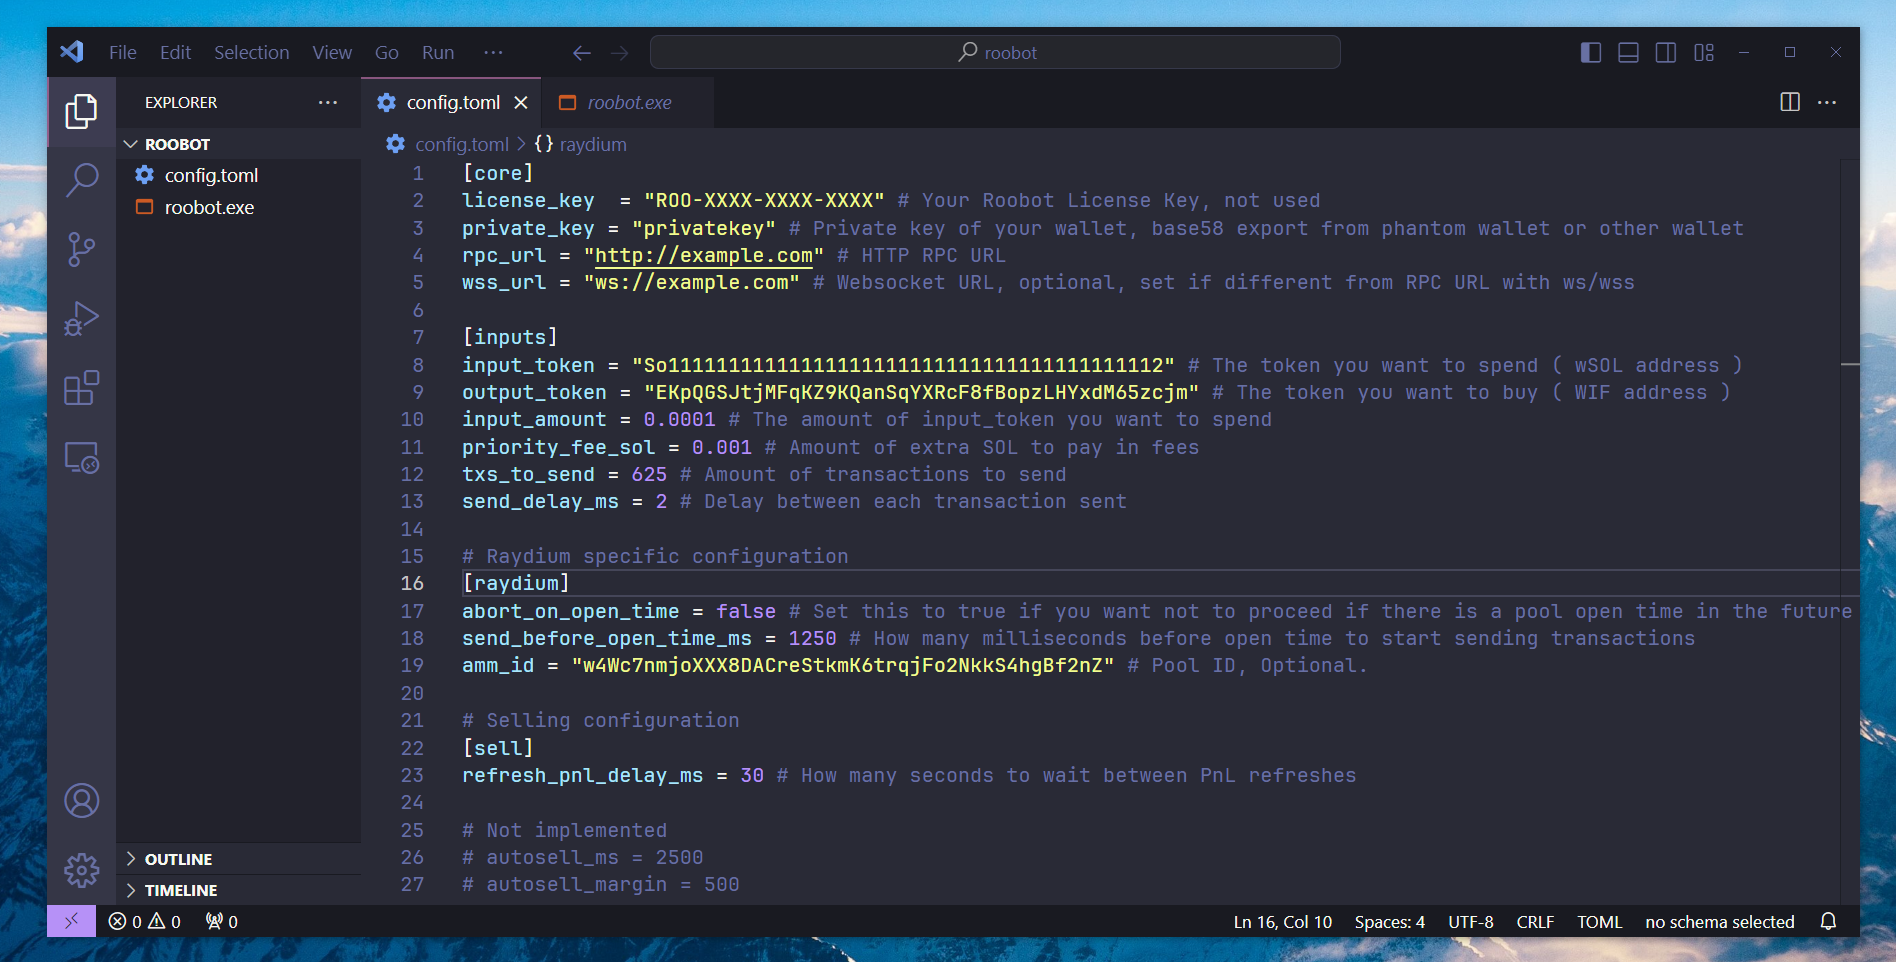 File Edit Selection View Go Run ··· roobot
EXPLORER ···
ROOBOT
config.toml
roobot.exe
OUTLINE
TIMELINE
config.toml roobot.exe ···
config.toml > {} raydium
1 [core]
2 license_key  = "ROO-XXXX-XXXX-XXXX" # Your Roobot License Key, not used
3 private_key = "privatekey" # Private key of your wallet, base58 export from phantom wallet or other wallet
4 rpc_url = "http://example.com" # HTTP RPC URL
5 wss_url = "ws://example.com" # Websocket URL, optional, set if different from RPC URL with ws/wss
6
7 [inputs]
8 input_token = "So11111111111111111111111111111111111111112" # The token you want to spend ( wSOL address )
9 output_token = "EKpQGSJtjMFqKZ9KQanSqYXRcF8fBopzLHYxdM65zcjm" # The token you want to buy ( WIF address )
10 input_amount = 0.0001 # The amount of input_token you want to spend
11 priority_fee_sol = 0.001 # Amount of extra SOL to pay in fees
12 txs_to_send = 625 # Amount of transactions to send
13 send_delay_ms = 2 # Delay between each transaction sent
14
15 # Raydium specific configuration
16 [raydium]
17 abort_on_open_time = false # Set this to true if you want not to proceed if there is a pool open time in the future
18 send_before_open_time_ms = 1250 # How many milliseconds before open time to start sending transactions
19 amm_id = "w4Wc7nmjoXXX8DACreStkmK6trqjFo2NkkS4hgBf2nZ" # Pool ID, Optional.
20
21 # Selling configuration
22 [sell]
23 refresh_pnl_delay_ms = 30 # How many seconds to wait between PnL refreshes
24
25 # Not implemented
26 # autosell_ms = 2500
27 # autosell_margin = 500
0 0 0 Ln 16, Col 10 Spaces: 4 UTF-8 CRLF TOML no schema selected